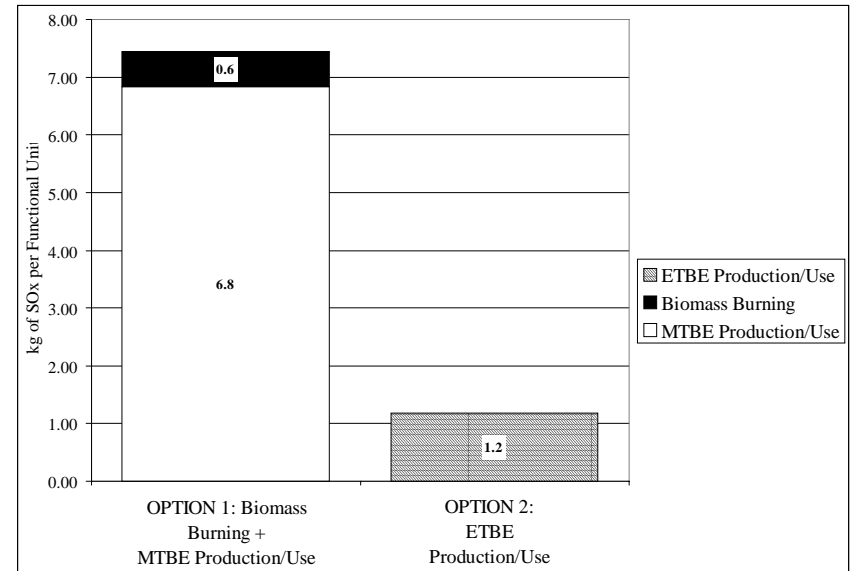 8.00
7.00
6.00
5.00
4.00
3.00
2.00
1.00
0.00
kg of SOx per Functional Unit
0.6
6.8
1.2
OPTION 1: Biomass
Burning +
MTBE Production/Use
OPTION 2:
ETBE
Production/Use
ETBE Production/Use
Biomass Burning
MTBE Production/Use